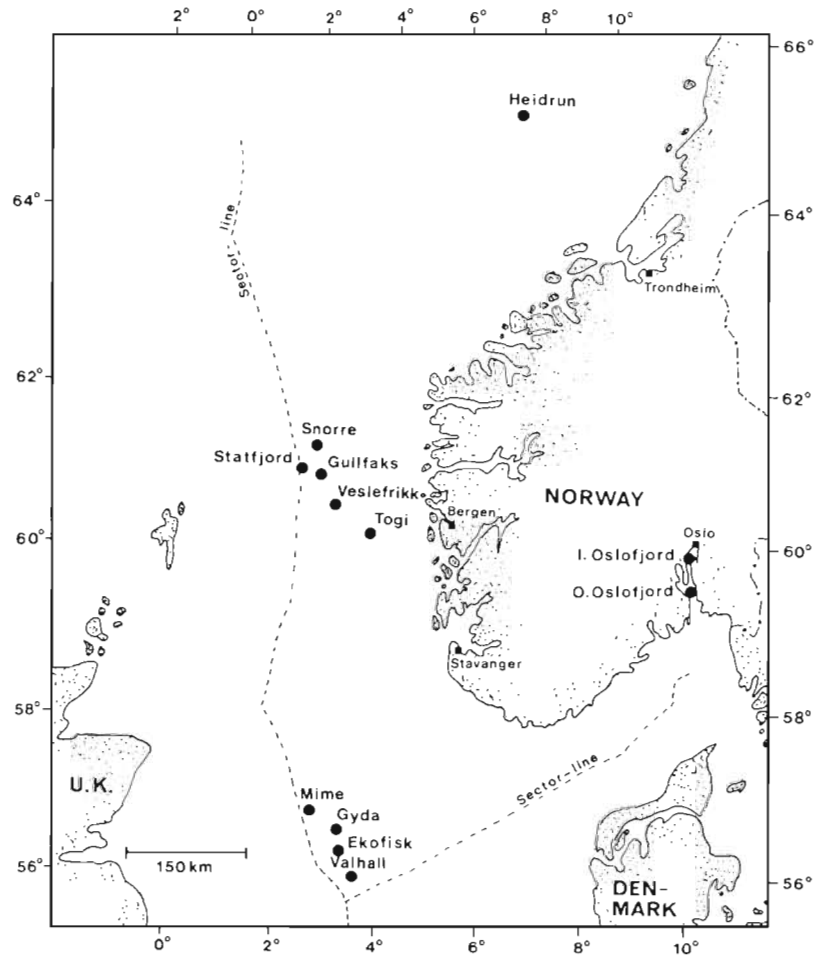 2° 0° 2° 4° 6° 8° 10°
66°
Heidrun
64° 64°
Sector- line
Trondheim
62° 62°
Snorre
Statfjord Gullfaks
Veslefrikk
NORWAY
Bergen
Togi
Oslo
60° 60°
I. Oslofjord
O. Oslofjord
Stavanger
58° 58°
Sector-line
U.K.
Mime
Gyda
Ekofisk
Valhall
150 km
56° 56°
DEN-
MARK
0° 2° 4° 6° 8° 10°